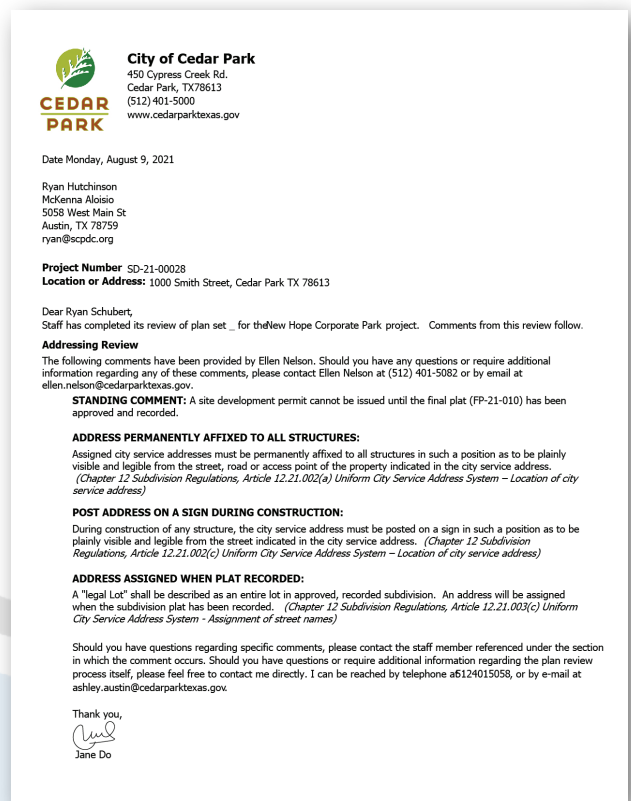 CEDAR
PARK
City of Cedar Park
450 Cypress Creek Rd.
Cedar Park, TX78613
(512) 401-5000
www.cedarparktexas.gov
Date Monday, August 9, 2021
Ryan Hutchinson
McKenna Aloisio
5058 West Main St
Austin, TX 78759
ryan@scpdc.org
Project Number SD-21-00028
Location or Address: 1000 Smith Street, Cedar Park TX 78613
Dear Ryan Schubert,
Staff has completed its review of plan set _ for theNew Hope Corporate Park project. Comments from this review follow.
Addressing Review
The following comments have been provided by Ellen Nelson. Should you have any questions or require additional
information regarding any of these comments, please contact Ellen Nelson at (512) 401-5082 or by email at
ellen.nelson@cedarparktexas.gov.
STANDING COMMENT: A site development permit cannot be issued until the final plat (FP-21-010) has been
approved and recorded.
ADDRESS PERMANENTLY AFFIXED TO ALL STRUCTURES:
Assigned city service addresses must be permanently affixed to all structures in such a position as to be plainly
visible and legible from the street, road or access point of the property indicated in the city service address.
(Chapter 12 Subdivision Regulations, Article 12.21.002(a) Uniform City Service Address System – Location of city
service address)
POST ADDRESS ON A SIGN DURING CONSTRUCTION:
During construction of any structure, the city service address must be posted on a sign in such a position as to be
plainly visible and legible from the street indicated in the city service address. (Chapter 12 Subdivision
Regulations, Article 12.21.002(c) Uniform City Service Address System – Location of city service address)
ADDRESS ASSIGNED WHEN PLAT RECORDED:
A "legal Lot" shall be described as an entire lot in approved, recorded subdivision. An address will be assigned
when the subdivision plat has been recorded. (Chapter 12 Subdivision Regulations, Article 12.21.003(c) Uniform
City Service Address System - Assignment of street names)
Should you have questions regarding specific comments, please contact the staff member referenced under the section
in which the comment occurs. Should you have questions or require additional information regarding the plan review
process itself, please feel free to contact me directly. I can be reached by telephone at5124015058, or by e-mail at
ashley.austin@cedarparktexas.gov.
Thank you,
Jane Do